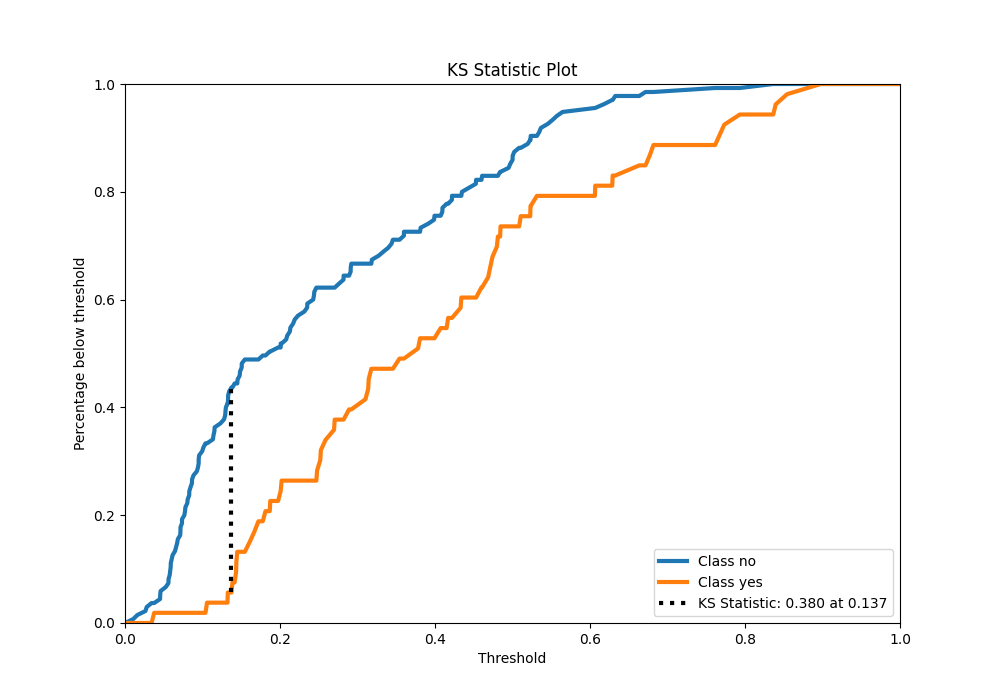 KS Statistic Plot
1.0
0.8
0.6
0.4
0.2
0.0
Percentage below threshold
0.0 0.2 0.4 0.6 0.8 1.0
Threshold
Class no
Class yes
KS Statistic: 0.380 at 0.137